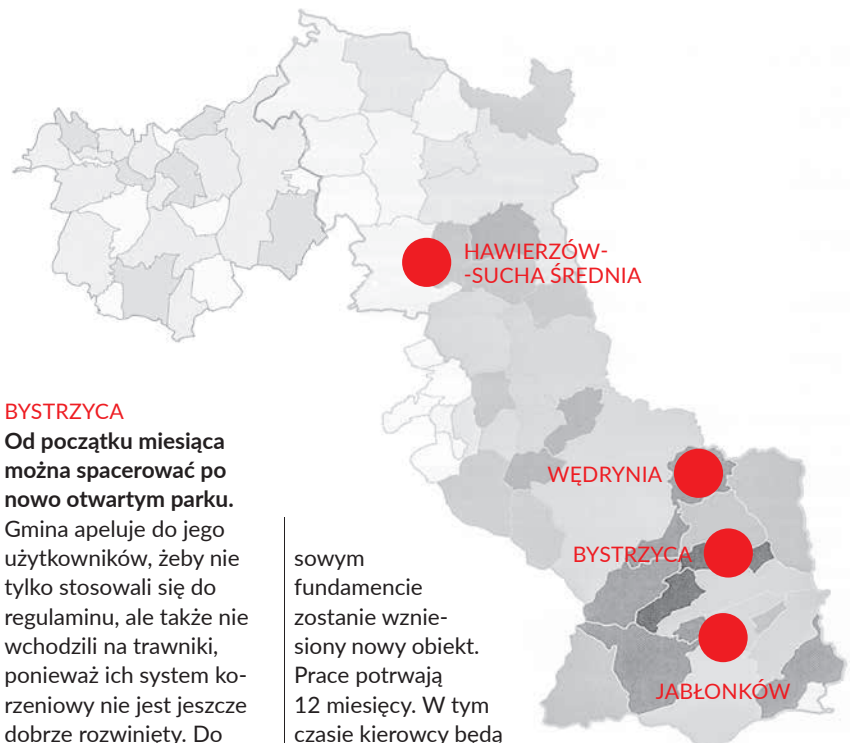 HAWIERZÓW-
-SUCHA ŚREDNIA
WĘDRYNIA
BYSTRZYCA
JABŁONKÓW
BYSTRZYCA
Od początku miesiąca
można spacerować po
nowo otwartym parku.
Gmina apeluje do jego
użytkowników, żeby nie
tylko stosowali się do
regulaminu, ale także nie
wchodzili na trawniki,
ponieważ ich system ko-
rzeniowy nie jest jeszcze
dobrze rozwinięty. Do
sowym
fundamencie
zostanie wznie-
siony nowy obiekt.
Prace potrwają
12 miesięcy. W tym
czasie kierowcy będą